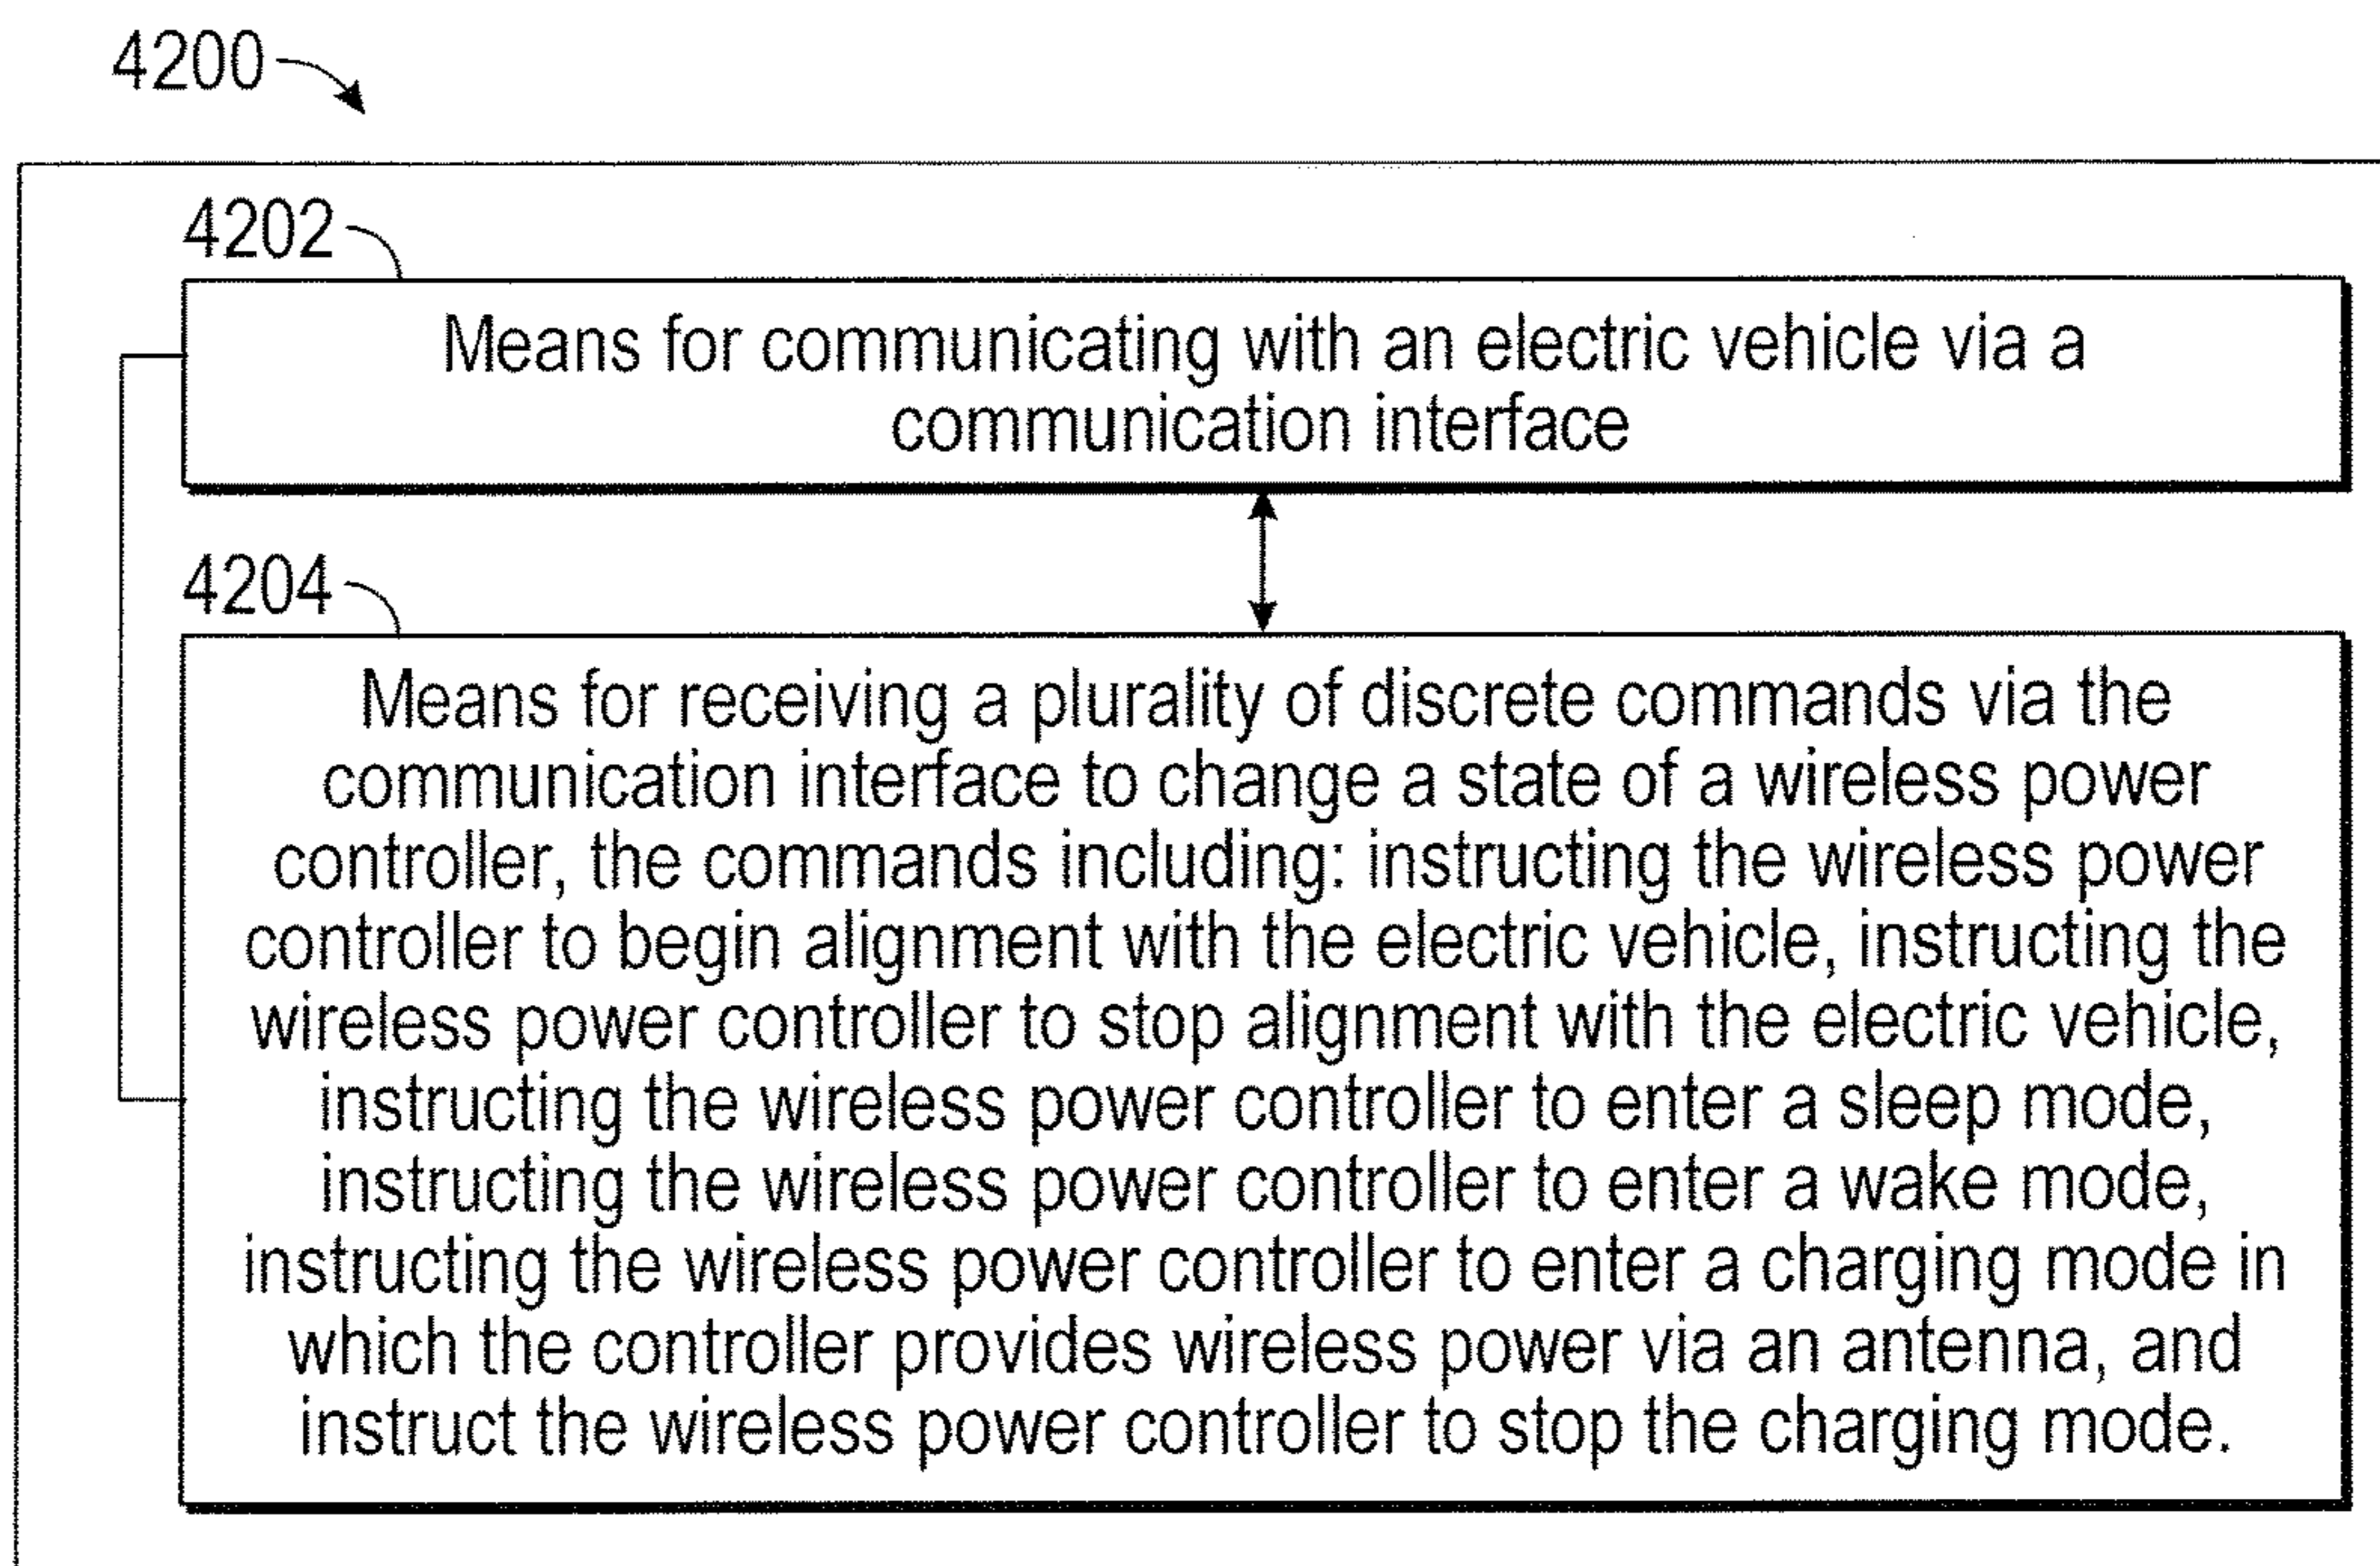 4200
4202
Means for communicating with an electric vehicle via a
communication interface
4204
Means for receiving a plurality of discrete commands via the
communication interface to change a state of a wireless power
controller, the commands including: instructing the wireless power
controller to begin alignment with the electric vehicle, instructing the
wireless power controller to stop alignment with the electric vehicle,
instructing the wireless power controller to enter a sleep mode,
instructing the wireless power controller to enter a wake mode,
instructing the wireless power controller to enter a charging mode in
which the controller provides wireless power via an antenna, and
instruct the wireless power controller to stop the charging mode.